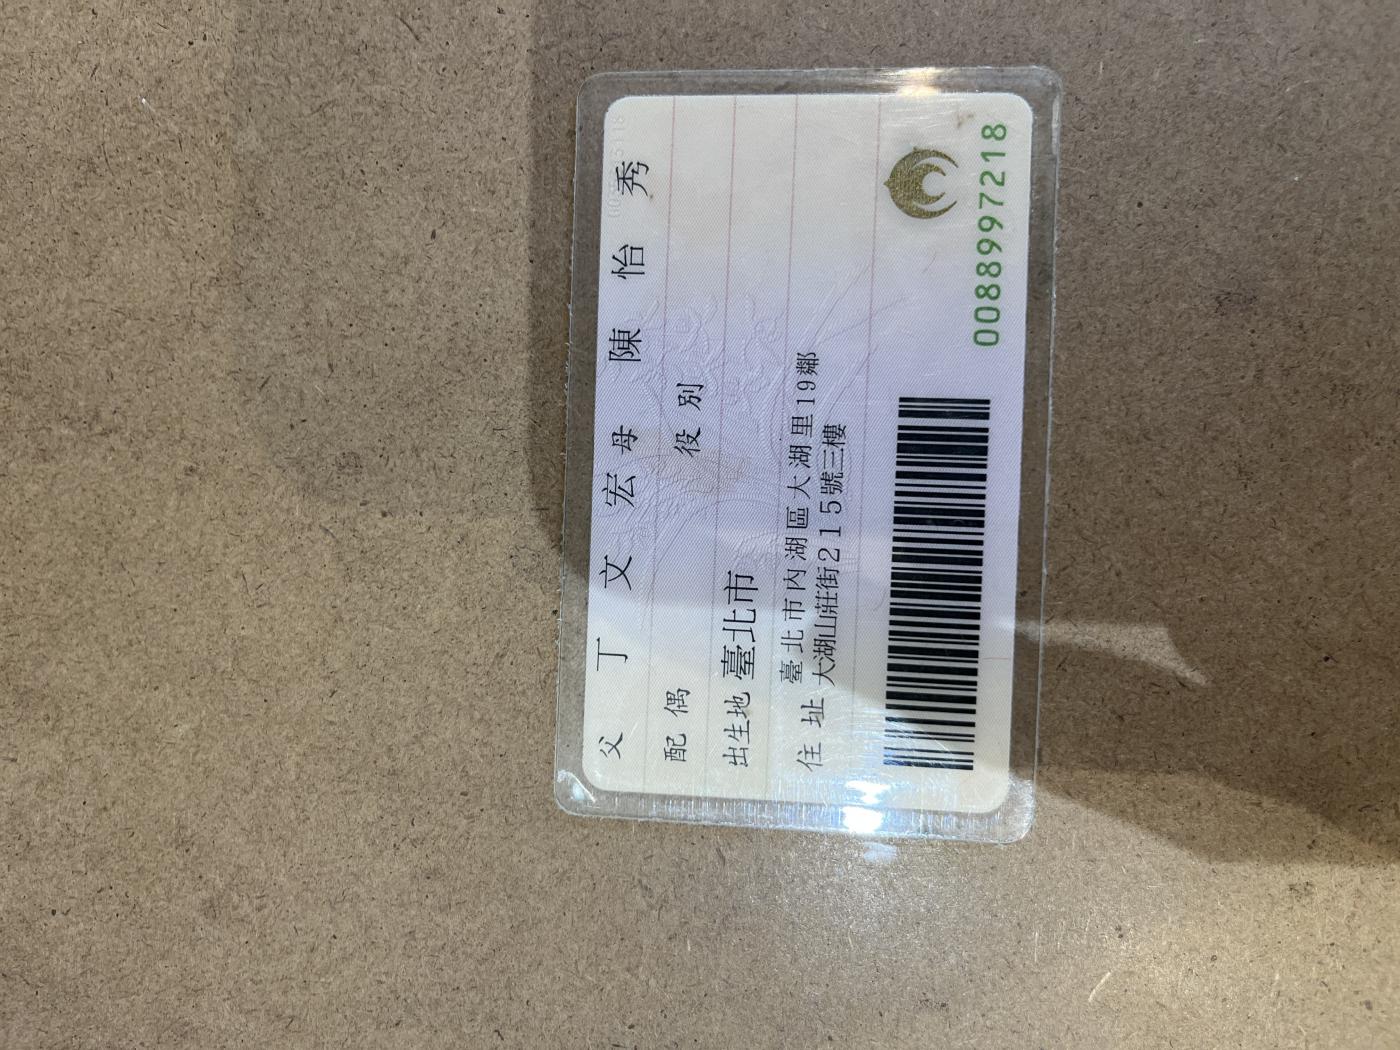 父 丁 文 宏 母 陳 怡 秀
配 偶 役 別
出生地 臺北市
住 址 臺北市內湖區大湖里19鄰
大湖山莊街215號三樓
0088997218